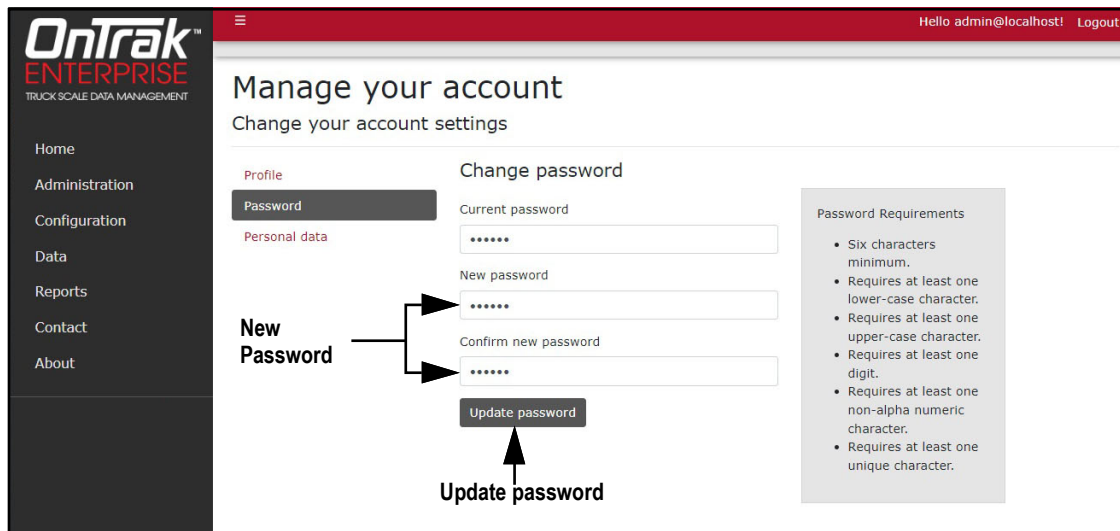 OnTrak™
ENTERPRISE
TRUCK SCALE DATA MANAGEMENT
Home
Administration
Configuration
Data
Reports
Contact
About
☰
Hello admin@localhost! Logout
Manage your account
Change your account settings
Profile
Password
Personal data
Change password
Current password
••••••
New password
••••••
Confirm new password
••••••
Update password
New
Password
Update password
Password Requirements
• Six characters
minimum.
• Requires at least one
lower-case character.
• Requires at least one
upper-case character.
• Requires at least one
digit.
• Requires at least one
non-alpha numeric
character.
• Requires at least one
unique character.